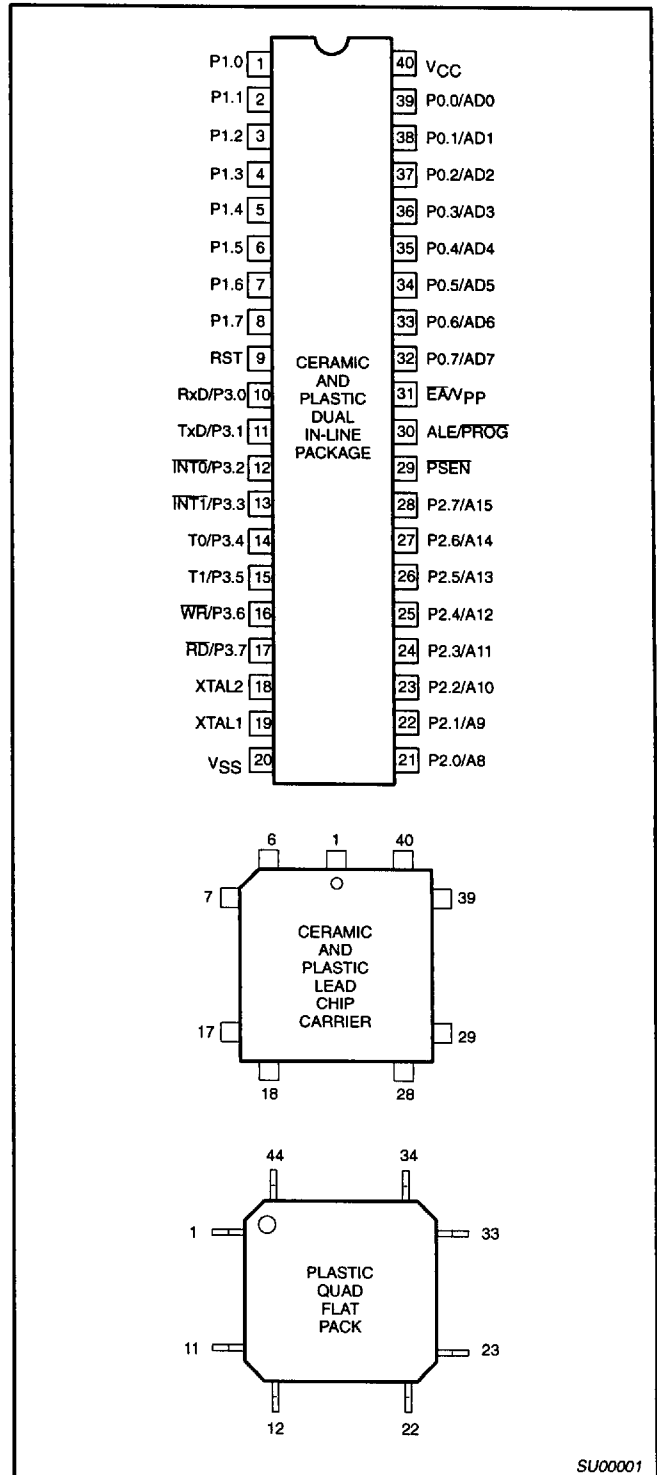 P1.0 1 40 VCC
P1.1 2 39 P0.0/AD0
P1.2 3 38 P0.1/AD1
P1.3 4 37 P0.2/AD2
P1.4 5 36 P0.3/AD3
P1.5 6 35 P0.4/AD4
P1.6 7 34 P0.5/AD5
P1.7 8 33 P0.6/AD6
RST 9 32 P0.7/AD7
RxD/P3.0 10 31 E̅A̅/VPP
TxD/P3.1 11 30 ALE/P̅R̅O̅G̅
I̅N̅T̅0̅/P3.2 12 29 P̅S̅E̅N̅
I̅N̅T̅1̅/P3.3 13 28 P2.7/A15
T0/P3.4 14 27 P2.6/A14
T1/P3.5 15 26 P2.5/A13
W̅R̅/P3.6 16 25 P2.4/A12
R̅D̅/P3.7 17 24 P2.3/A11
XTAL2 18 23 P2.2/A10
XTAL1 19 22 P2.1/A9
VSS 20 21 P2.0/A8
CERAMIC
AND
PLASTIC
DUAL
IN-LINE
PACKAGE
6 1 40
7 39
CERAMIC
AND
PLASTIC
LEAD
CHIP
CARRIER
17 29
18 28
44 34
1 33
PLASTIC
QUAD
FLAT
PACK
11 23
12 22
SU00001